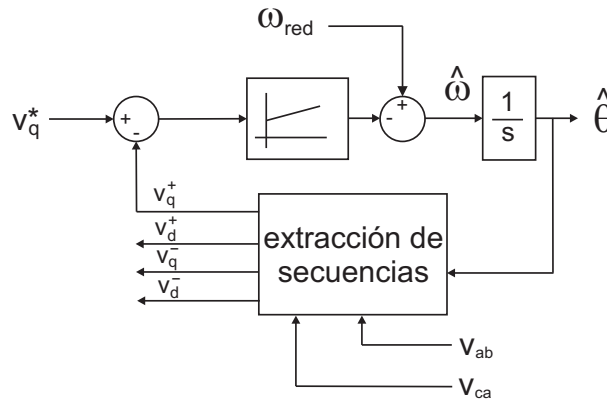 ω_red
v_q^*
+
-
-
+
ω̂
1
s
θ̂
v_q^+
v_d^+
v_q^-
v_d^-
extracción de
secuencias
v_ab
v_ca